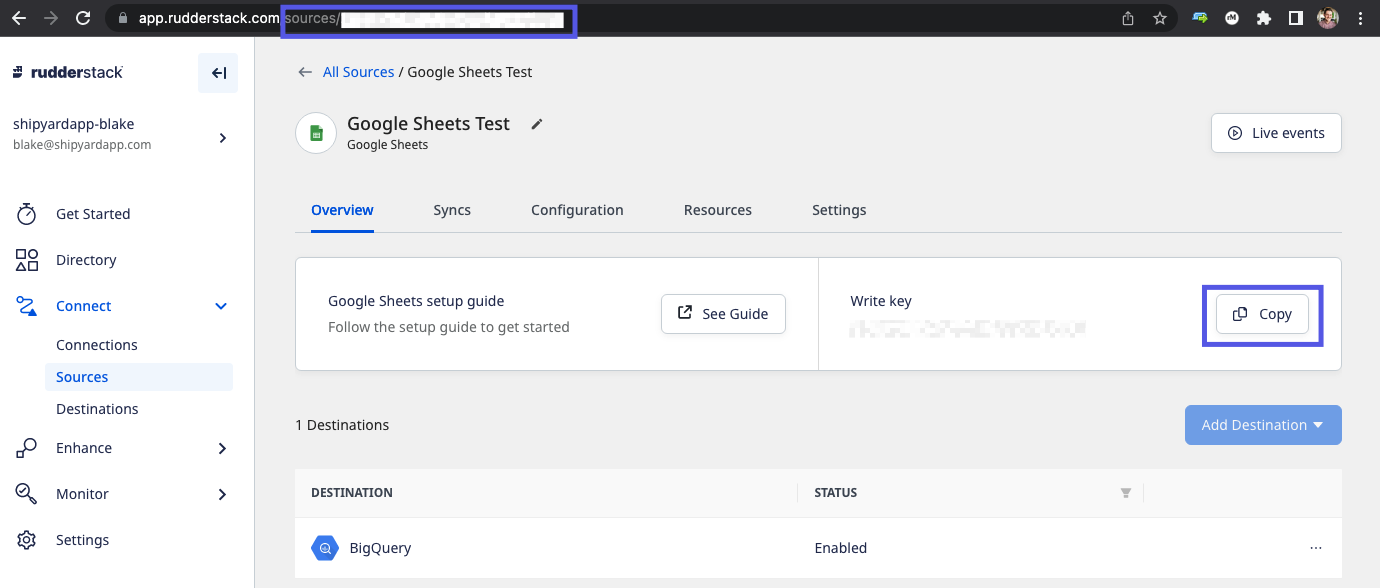 app.rudderstack.com/sources/
rudderstack
shipyardapp-blake
blake@shipyardapp.com
Get Started
Directory
Connect
Connections
Sources
Destinations
Enhance
Monitor
Settings
All Sources / Google Sheets Test
Google Sheets Test
Google Sheets
Live events
Overview Syncs Configuration Resources Settings
Google Sheets setup guide
Follow the setup guide to get started
See Guide
Write key
Copy
1 Destinations
Add Destination
DESTINATION STATUS
BigQuery Enabled